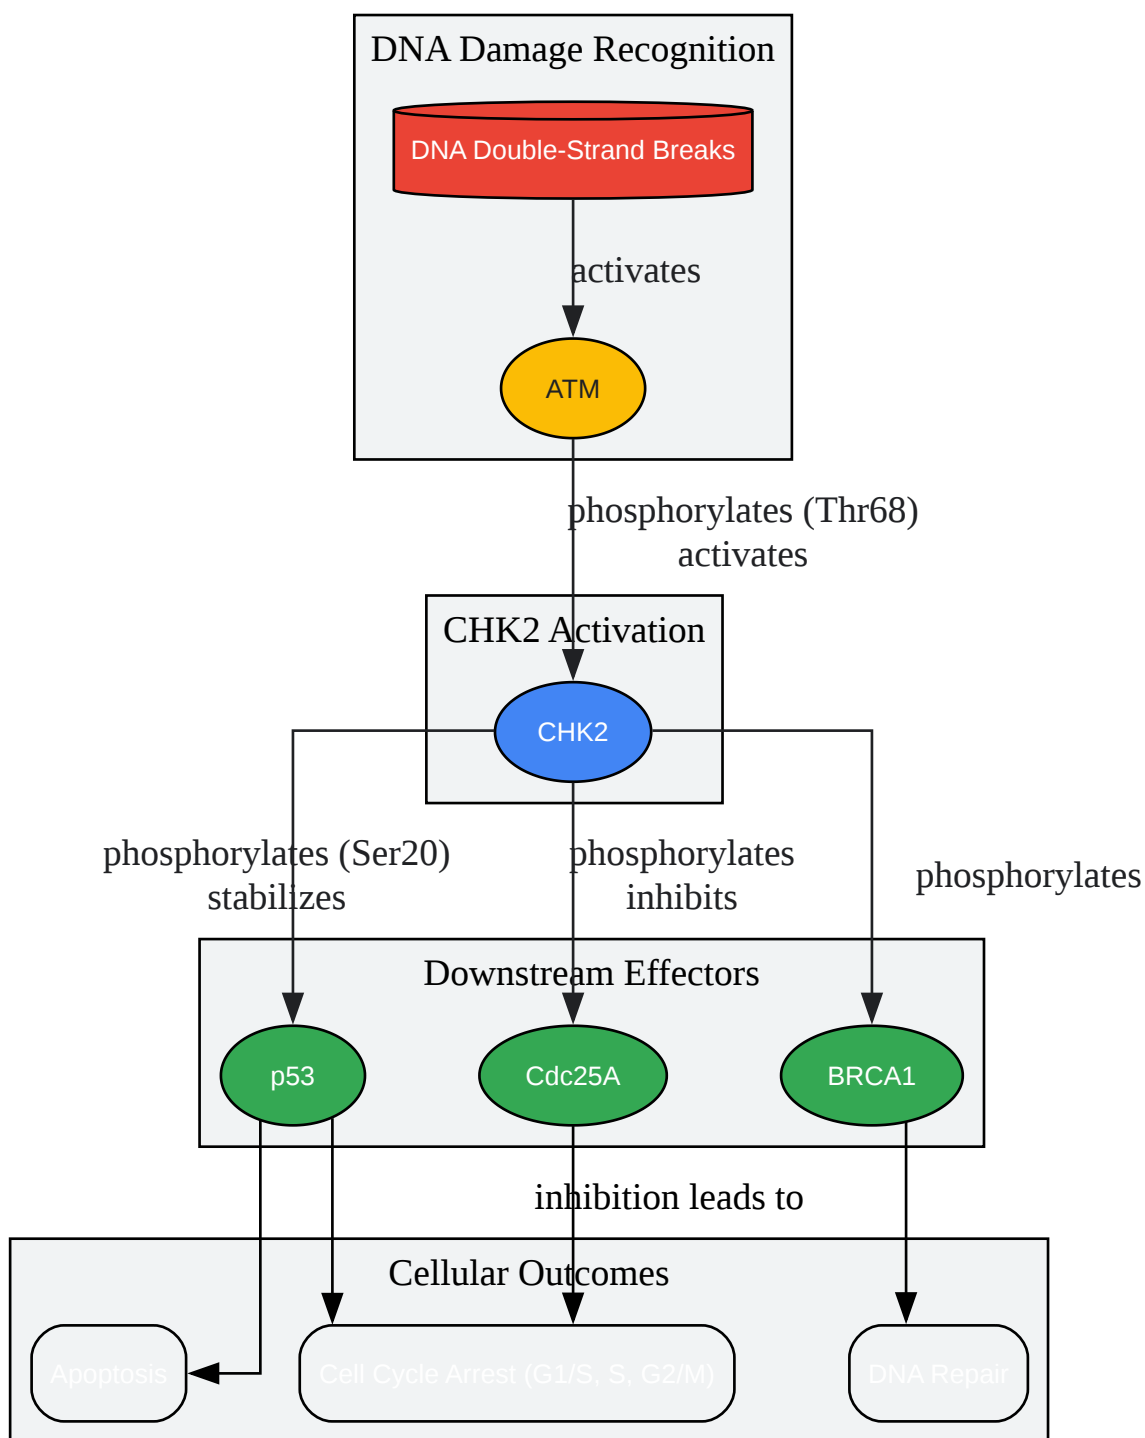 DNA Damage Recognition
DNA Double-Strand Breaks
activates
ATM
phosphorylates (Thr68)
activates
CHK2 Activation
CHK2
phosphorylates (Ser20)
stabilizes
phosphorylates
inhibits
phosphorylates
Downstream Effectors
p53
Cdc25A
BRCA1
inhibition leads to
Cellular Outcomes
Apoptosis
Cell Cycle Arrest (G1/S, S, G2/M)
DNA Repair